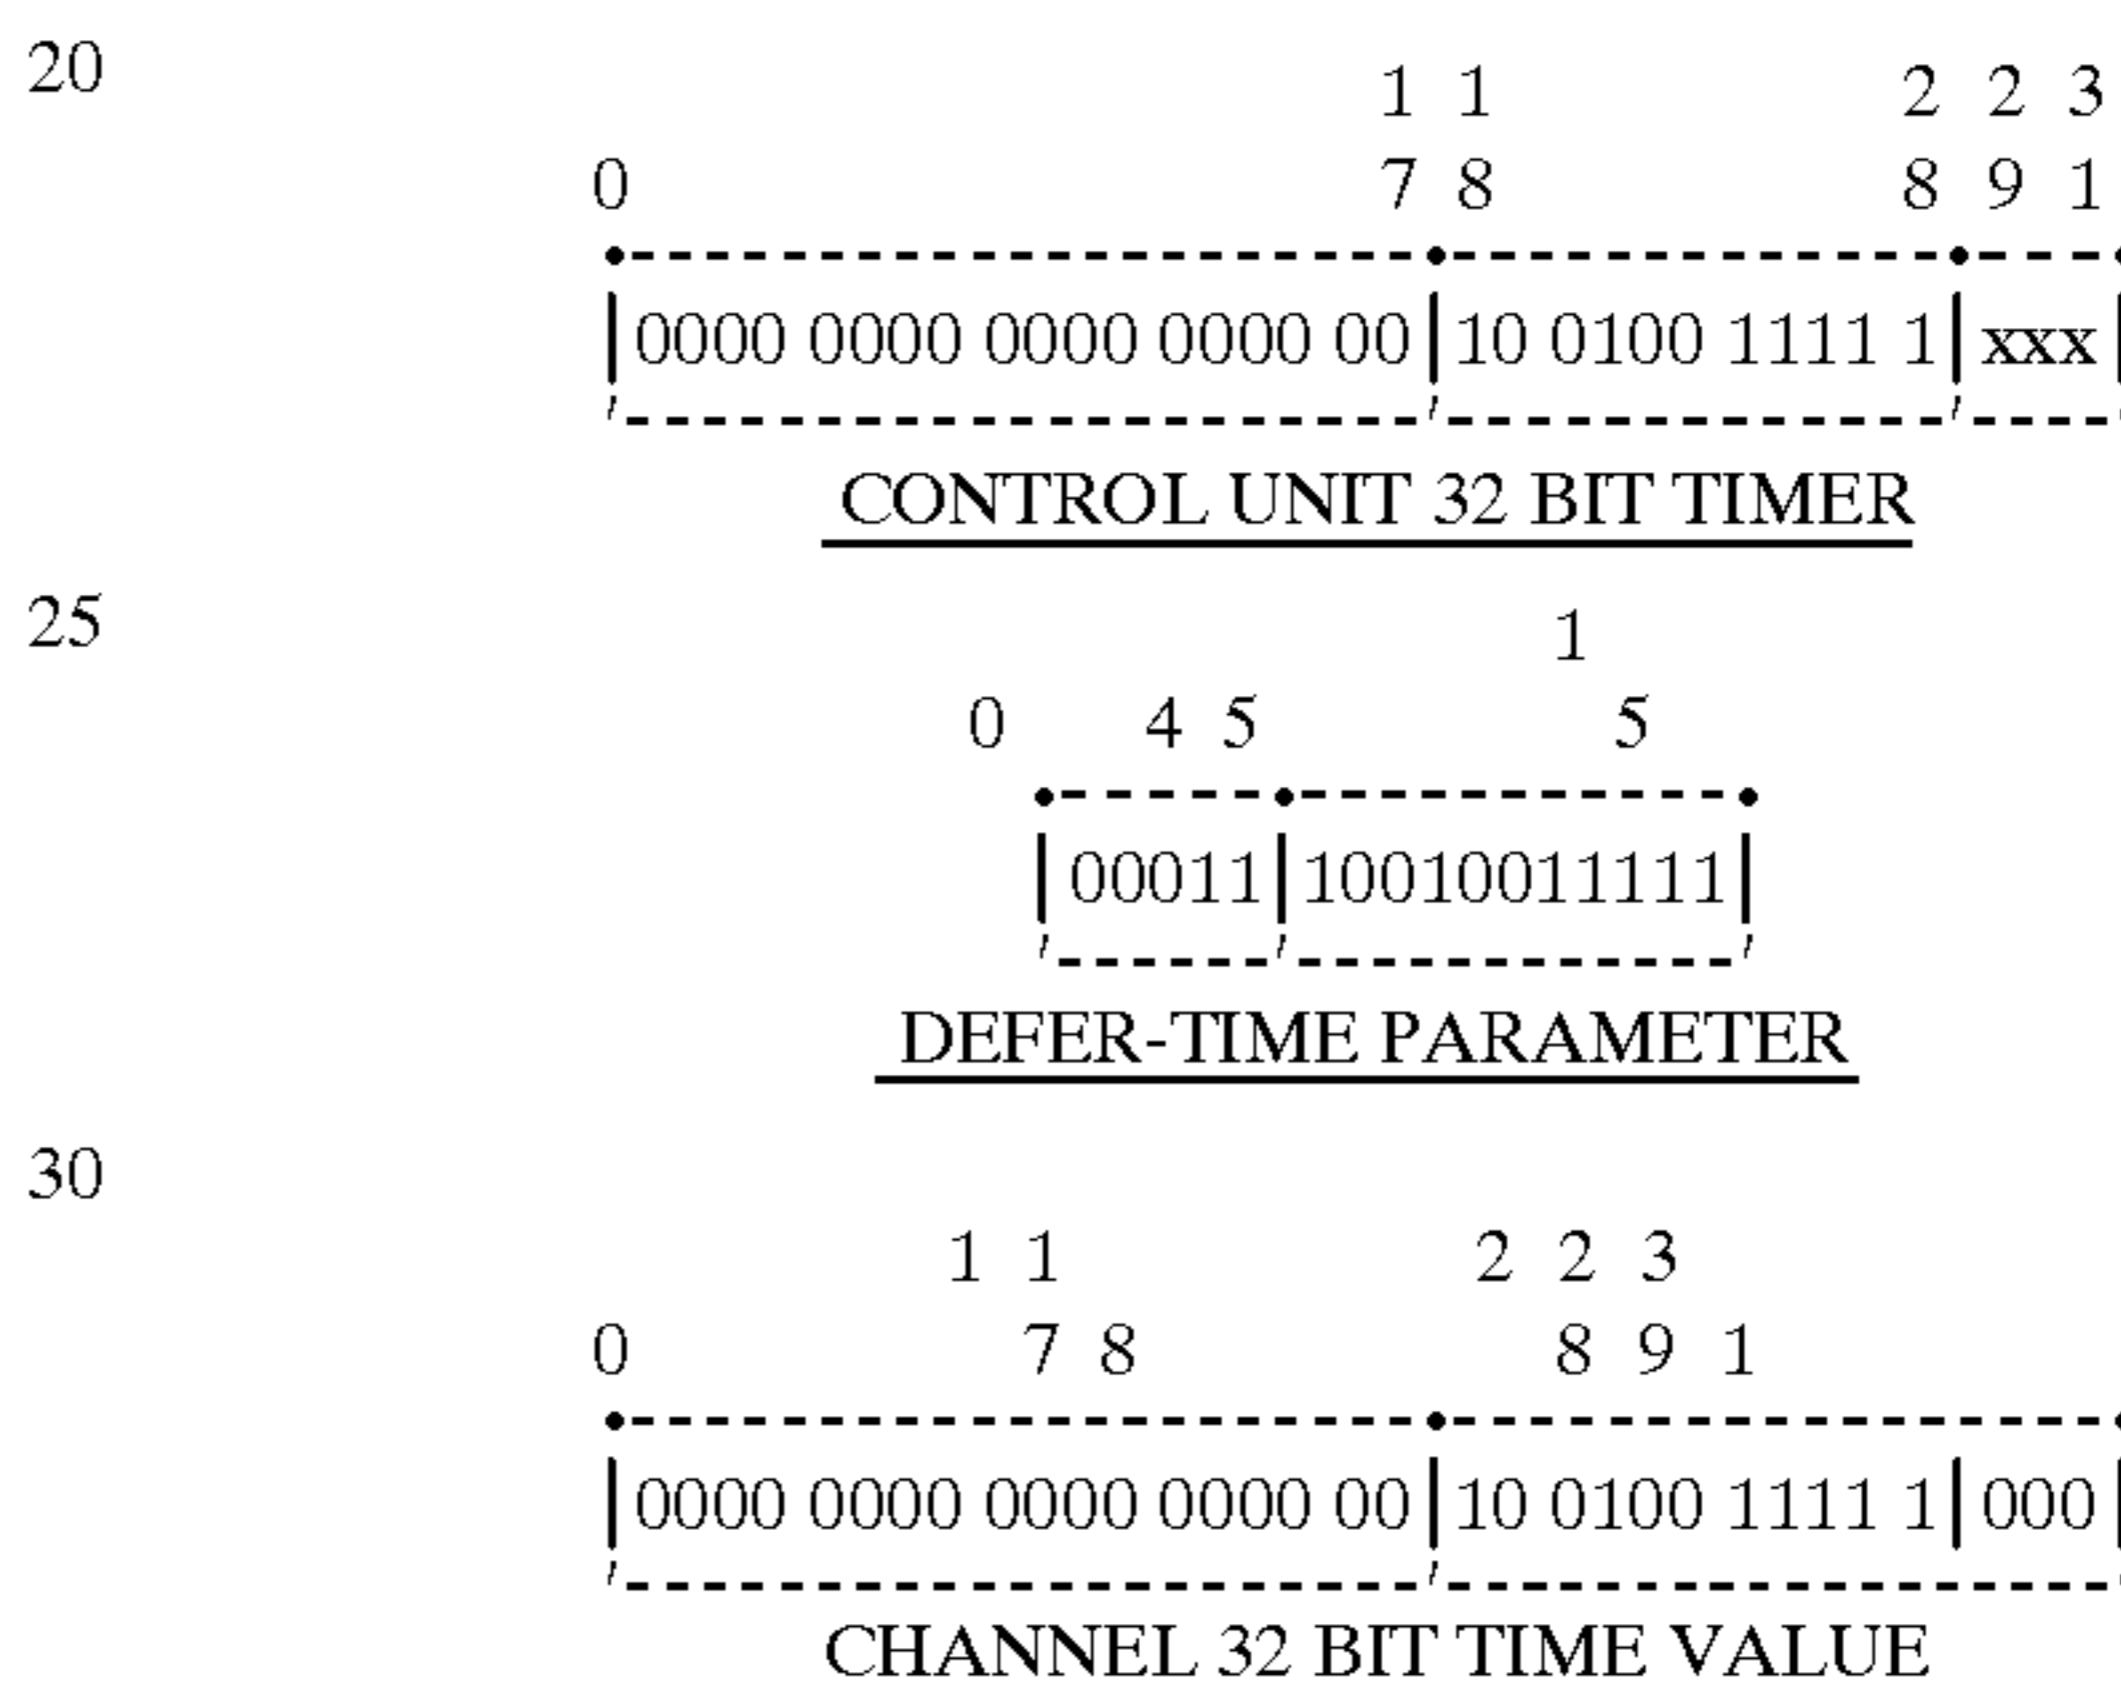 20
1 1 2 2 3
0 7 8 8 9 1
|0000 0000 0000 0000 00|10 0100 1111 1|xxx|
CONTROL UNIT 32 BIT TIMER
25
1
0 4 5 5
|00011|10010011111|
DEFER-TIME PARAMETER
30
1 1 2 2 3
0 7 8 8 9 1
|0000 0000 0000 0000 00|10 0100 1111 1|000|
CHANNEL 32 BIT TIME VALUE